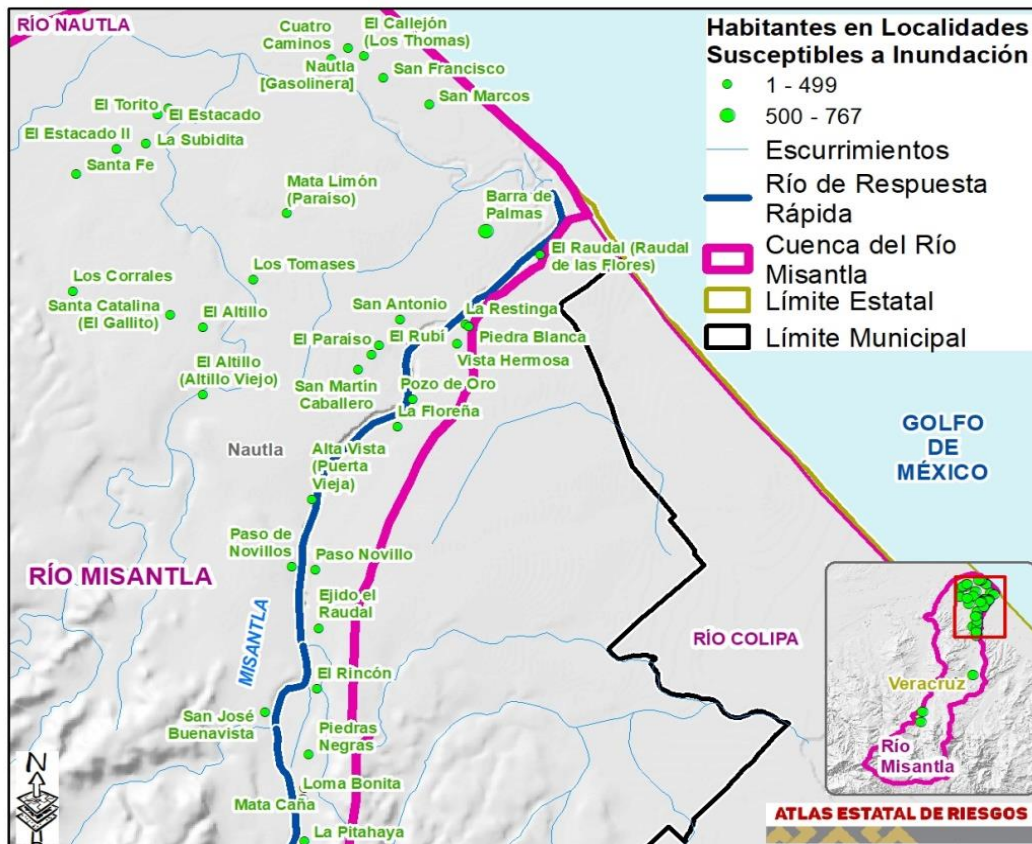 RÍO NAUTLA
Cuatro
Caminos
El Callejón
(Los Thomas)
Nautla
[Gasolinera]
San Francisco
San Marcos
El Torito
El Estacado
El Estacado II
La Subidita
Santa Fe
Mata Limón
(Paraíso)
Barra de
Palmas
El Raudal (Raudal
de las Flores)
Los Corrales
Los Tomases
Santa Catalina
(El Gallito)
El Altillo
San Antonio
La Restinga
El Paraíso
El Rubí
Piedra Blanca
Vista Hermosa
El Altillo
(Altillo Viejo)
San Martín
Caballero
Pozo de Oro
La Floreña
Nautla
Alta Vista
(Puerta
Vieja)
Paso de
Novillos
Paso Novillo
RÍO MISANTLA
Ejido el
Raudal
MISANTLA
RÍO COLIPA
El Rincón
San José
Buenavista
Piedras
Negras
Loma Bonita
Mata Caña
La Pitahaya
N
Habitantes en Localidades
Susceptibles a Inundación
1 - 499
500 - 767
Escurrimientos
Río de Respuesta
Rápida
Cuenca del Río
Misantla
Límite Estatal
Límite Municipal
GOLFO
DE
MÉXICO
Veracruz
Río
Misantla
ATLAS ESTATAL DE RIESGOS